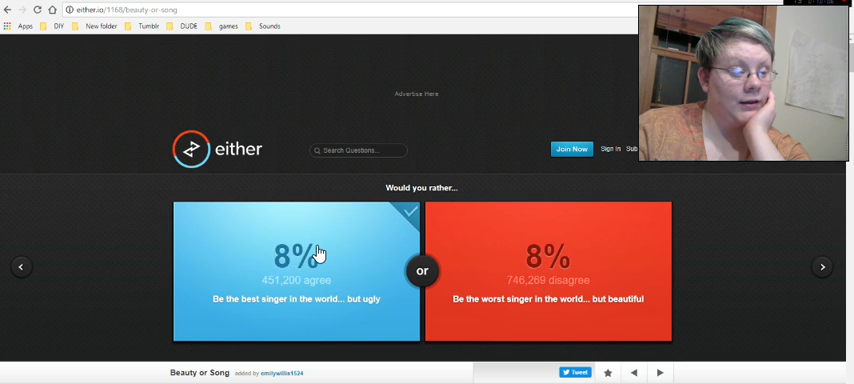 either.io/1168/beauty-or-song
Apps DIY New folder Tumblr DUDE games Sounds
Advertise Here
either Search Questions... Join Now Sign In Sub
Would you rather...
8% or 8%
451,200 agree 746,269 disagree
Be the best singer in the world... but ugly Be the worst singer in the world... but beautiful
Beauty or Song added by emilywillis1524 Tweet